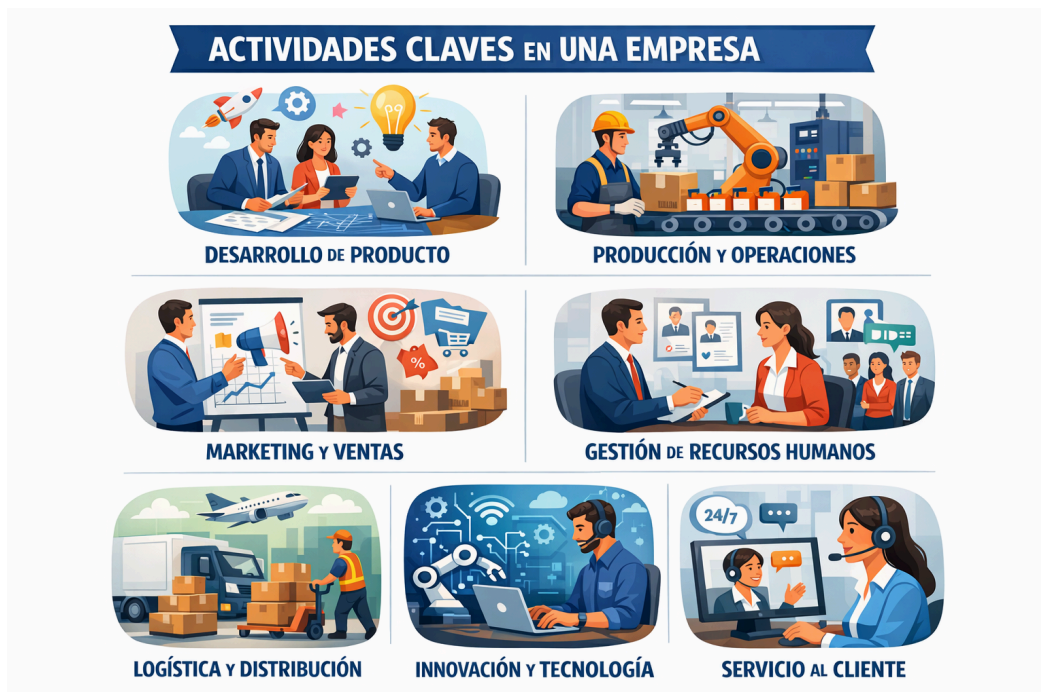 ACTIVIDADES CLAVES EN UNA EMPRESA
DESARROLLO DE PRODUCTO
PRODUCCIÓN Y OPERACIONES
%
MARKETING Y VENTAS
GESTIÓN DE RECURSOS HUMANOS
24/7
LOGÍSTICA Y DISTRIBUCIÓN
INNOVACIÓN Y TECNOLOGÍA
SERVICIO AL CLIENTE